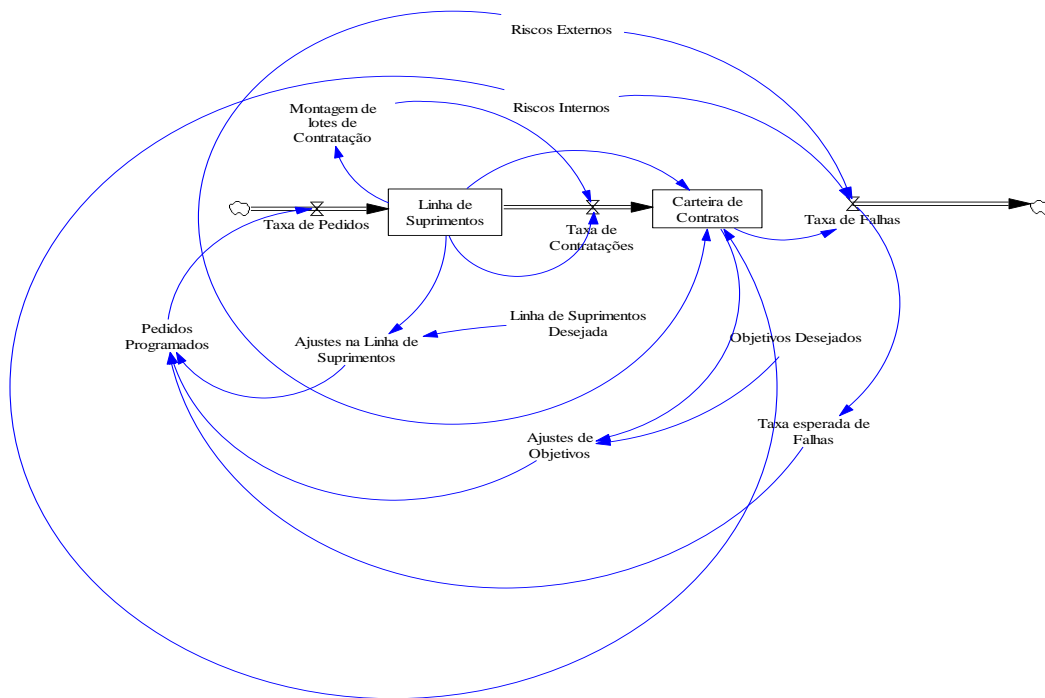 Riscos Externos
Riscos Internos
Montagem de
lotes de
Contratação
Linha de
Suprimentos
Carteira de
Contratos
Taxa de Pedidos
Taxa de
Contratações
Taxa de Falhas
Pedidos
Programados
Ajustes na Linha de
Suprimentos
Linha de Suprimentos
Desejada
Objetivos Desejados
Ajustes de
Objetivos
Taxa esperada de
Falhas